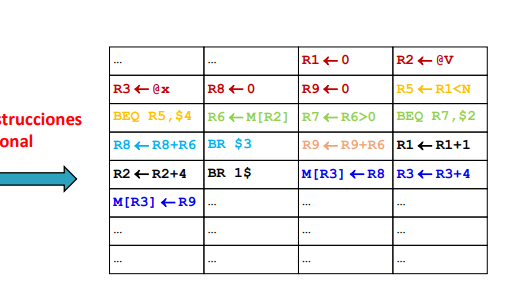 … … R1 ← 0 R2 ← @V
R3 ← @x R8 ← 0 R9 ← 0 R5 ← R1<N
BEQ R5,$4 R6 ← M[R2] R7 ← R6>0 BEQ R7,$2
strucciones
R8 ← R8+R6 BR $3 R9 ← R9+R6 R1 ← R1+1
onal
R2 ← R2+4 BR 1$ M[R3] ← R8 R3 ← R3+4
M[R3] ← R9 … … …
… … … …
… … … …